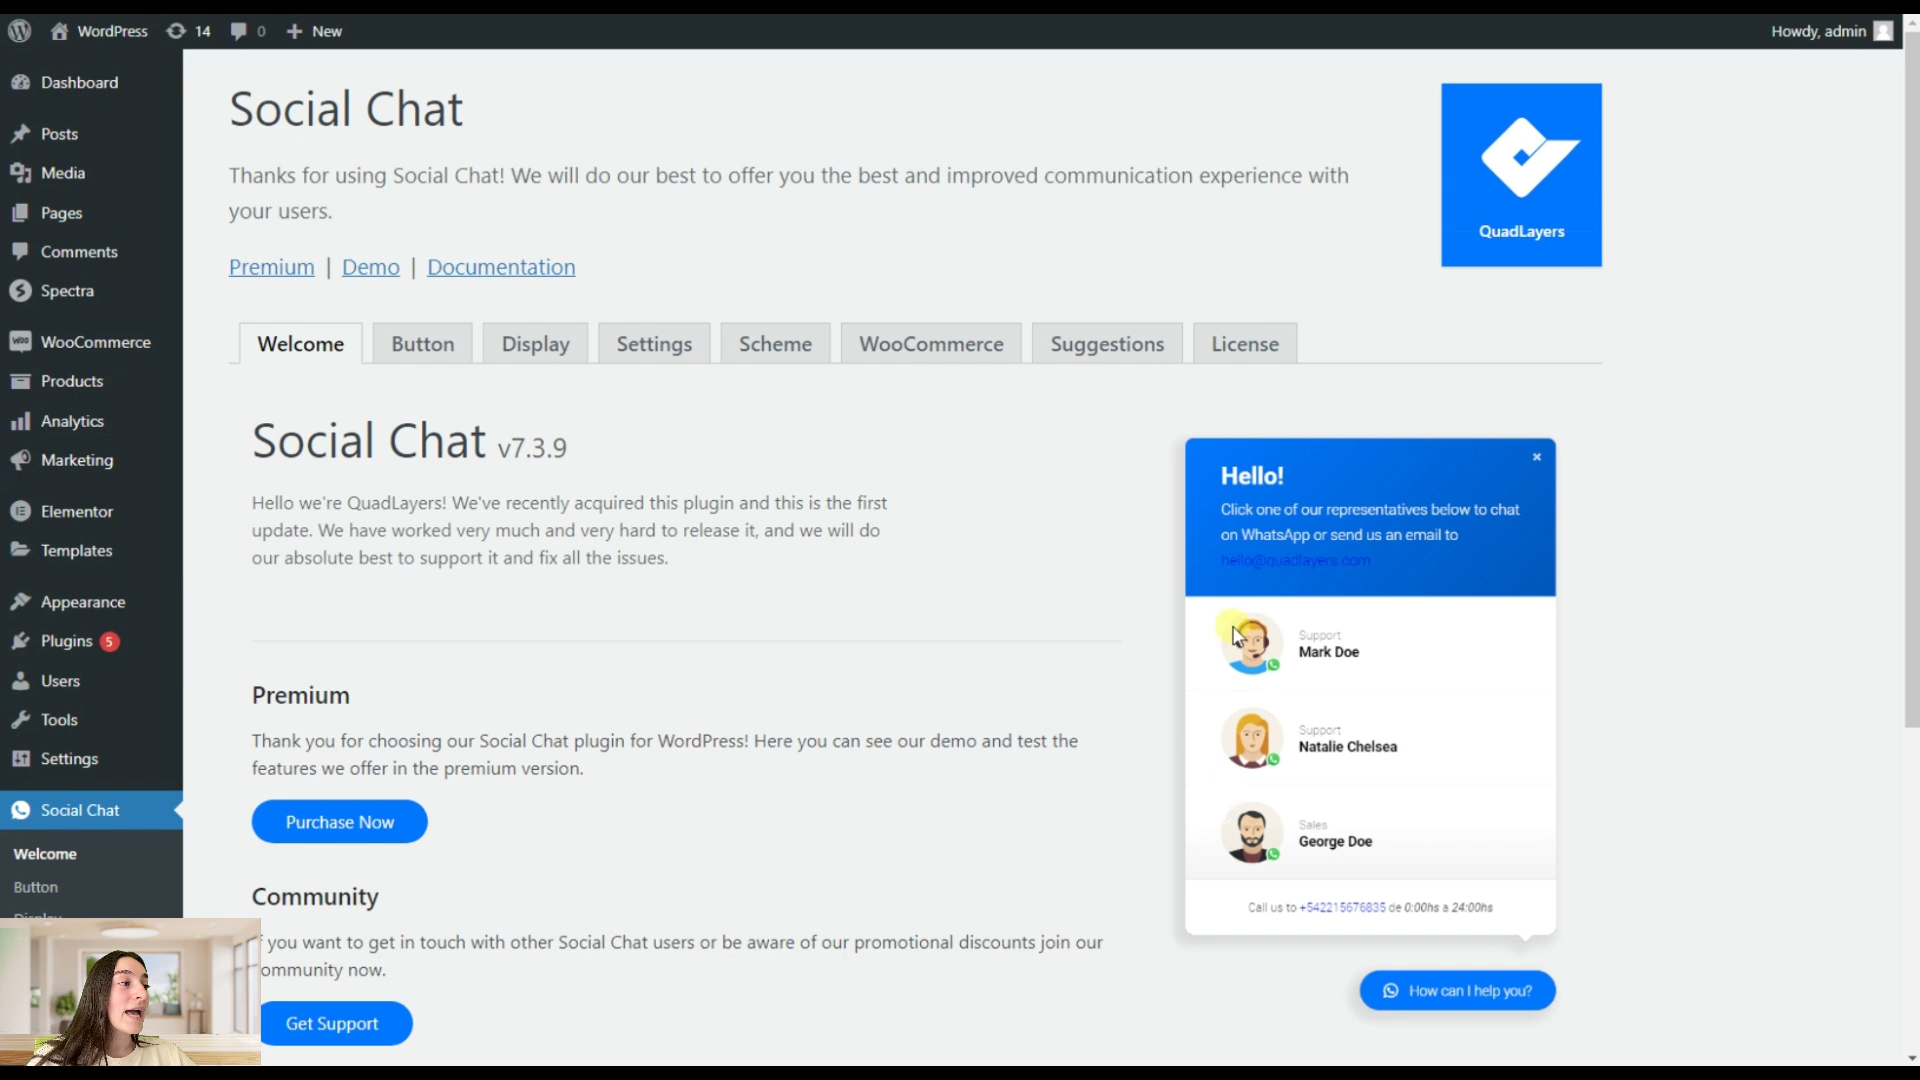 WordPress 14 0 New
Howdy, admin
Dashboard
Posts
Media
Pages
Comments
Spectra
WooCommerce
Products
Analytics
Marketing
Elementor
Templates
Appearance
Plugins 5
Users
Tools
Settings
Social Chat
Welcome
Button
Display
Social Chat
Thanks for using Social Chat! We will do our best to offer you the best and improved communication experience with
your users.
Premium | Demo | Documentation
QuadLayers
Welcome Button Display Settings Scheme WooCommerce Suggestions License
Social Chat v7.3.9
Hello we're QuadLayers! We've recently acquired this plugin and this is the first
update. We have worked very much and very hard to release it, and we will do
our absolute best to support it and fix all the issues.
Premium
Thank you for choosing our Social Chat plugin for WordPress! Here you can see our demo and test the
features we offer in the premium version.
Purchase Now
Community
f you want to get in touch with other Social Chat users or be aware of our promotional discounts join our
ommunity now.
Get Support
Hello!
×
Click one of our representatives below to chat
on WhatsApp or send us an email to
hello@quadlayers.com
Support
Mark Doe
Support
Natalie Chelsea
Sales
George Doe
Call us to +542215676835 de 0:00hs a 24:00hs
How can I help you?